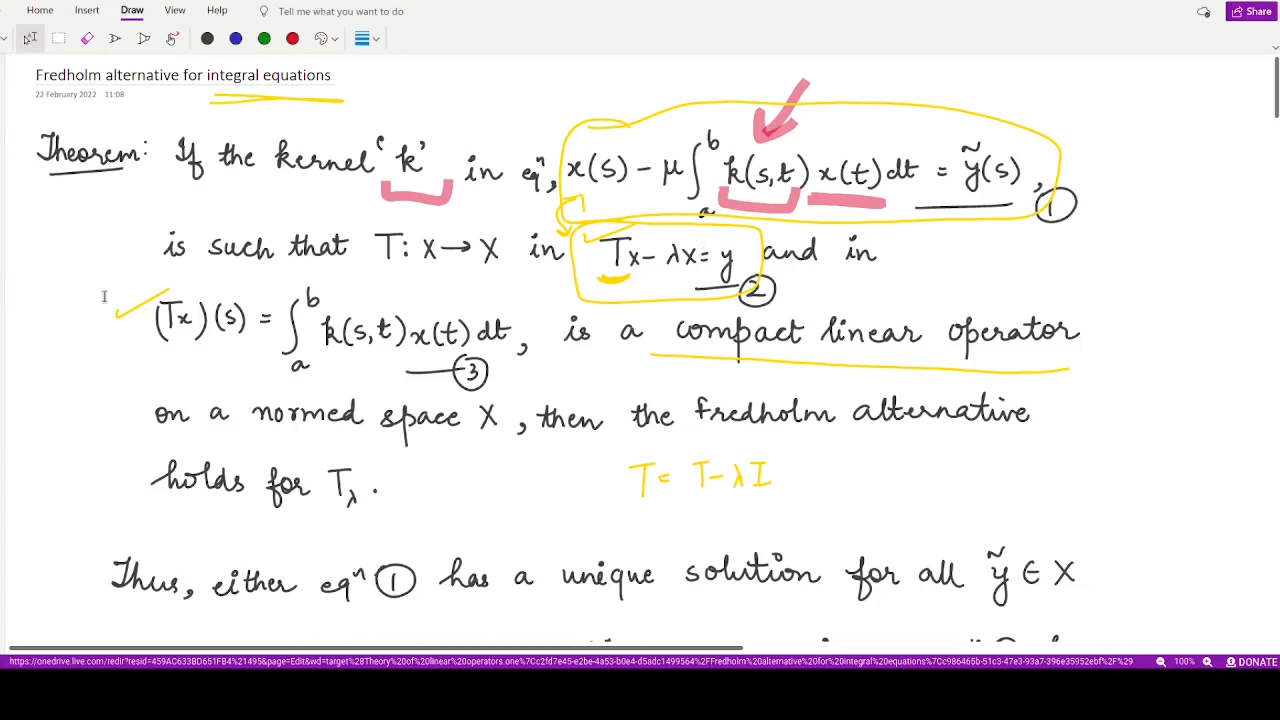 Home Insert Draw View Help Tell me what you want to do Share
Fredholm alternative for integral equations
22 February 2022 11:08
Theorem: If the kernel 'k' in eqⁿ, x(s) - μ∫ₐᵇ k(s,t) x(t) dt = ỹ(s), ①
is such that T: X→X in Tx - λx = y ② and in
(Tx)(s) = ∫ₐᵇ k(s,t) x(t) dt ③, is a compact linear operator
on a normed space X, then the Fredholm alternative
holds for T_λ.
T = T - λI
Thus, either eqⁿ ① has a unique solution for all ỹ ∈ X
100% DONATE